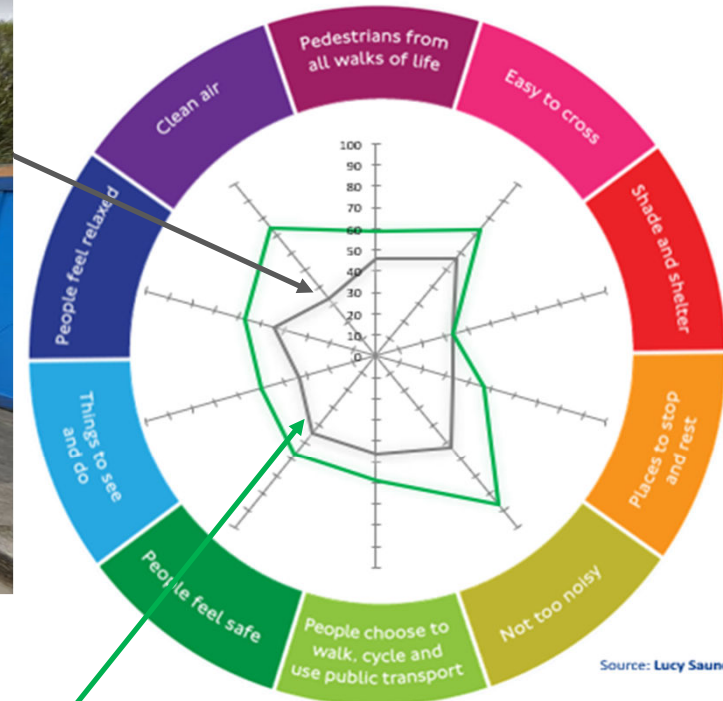 Pedestrians from
all walks of life
Easy to cross
Shade and shelter
Places to stop
and rest
Not too noisy
People choose to
walk, cycle and
use public transport
People feel safe
Things to see
and do
People feel relaxed
Clean air
100
90
80
70
60
50
40
30
20
10
0
Source: Lucy